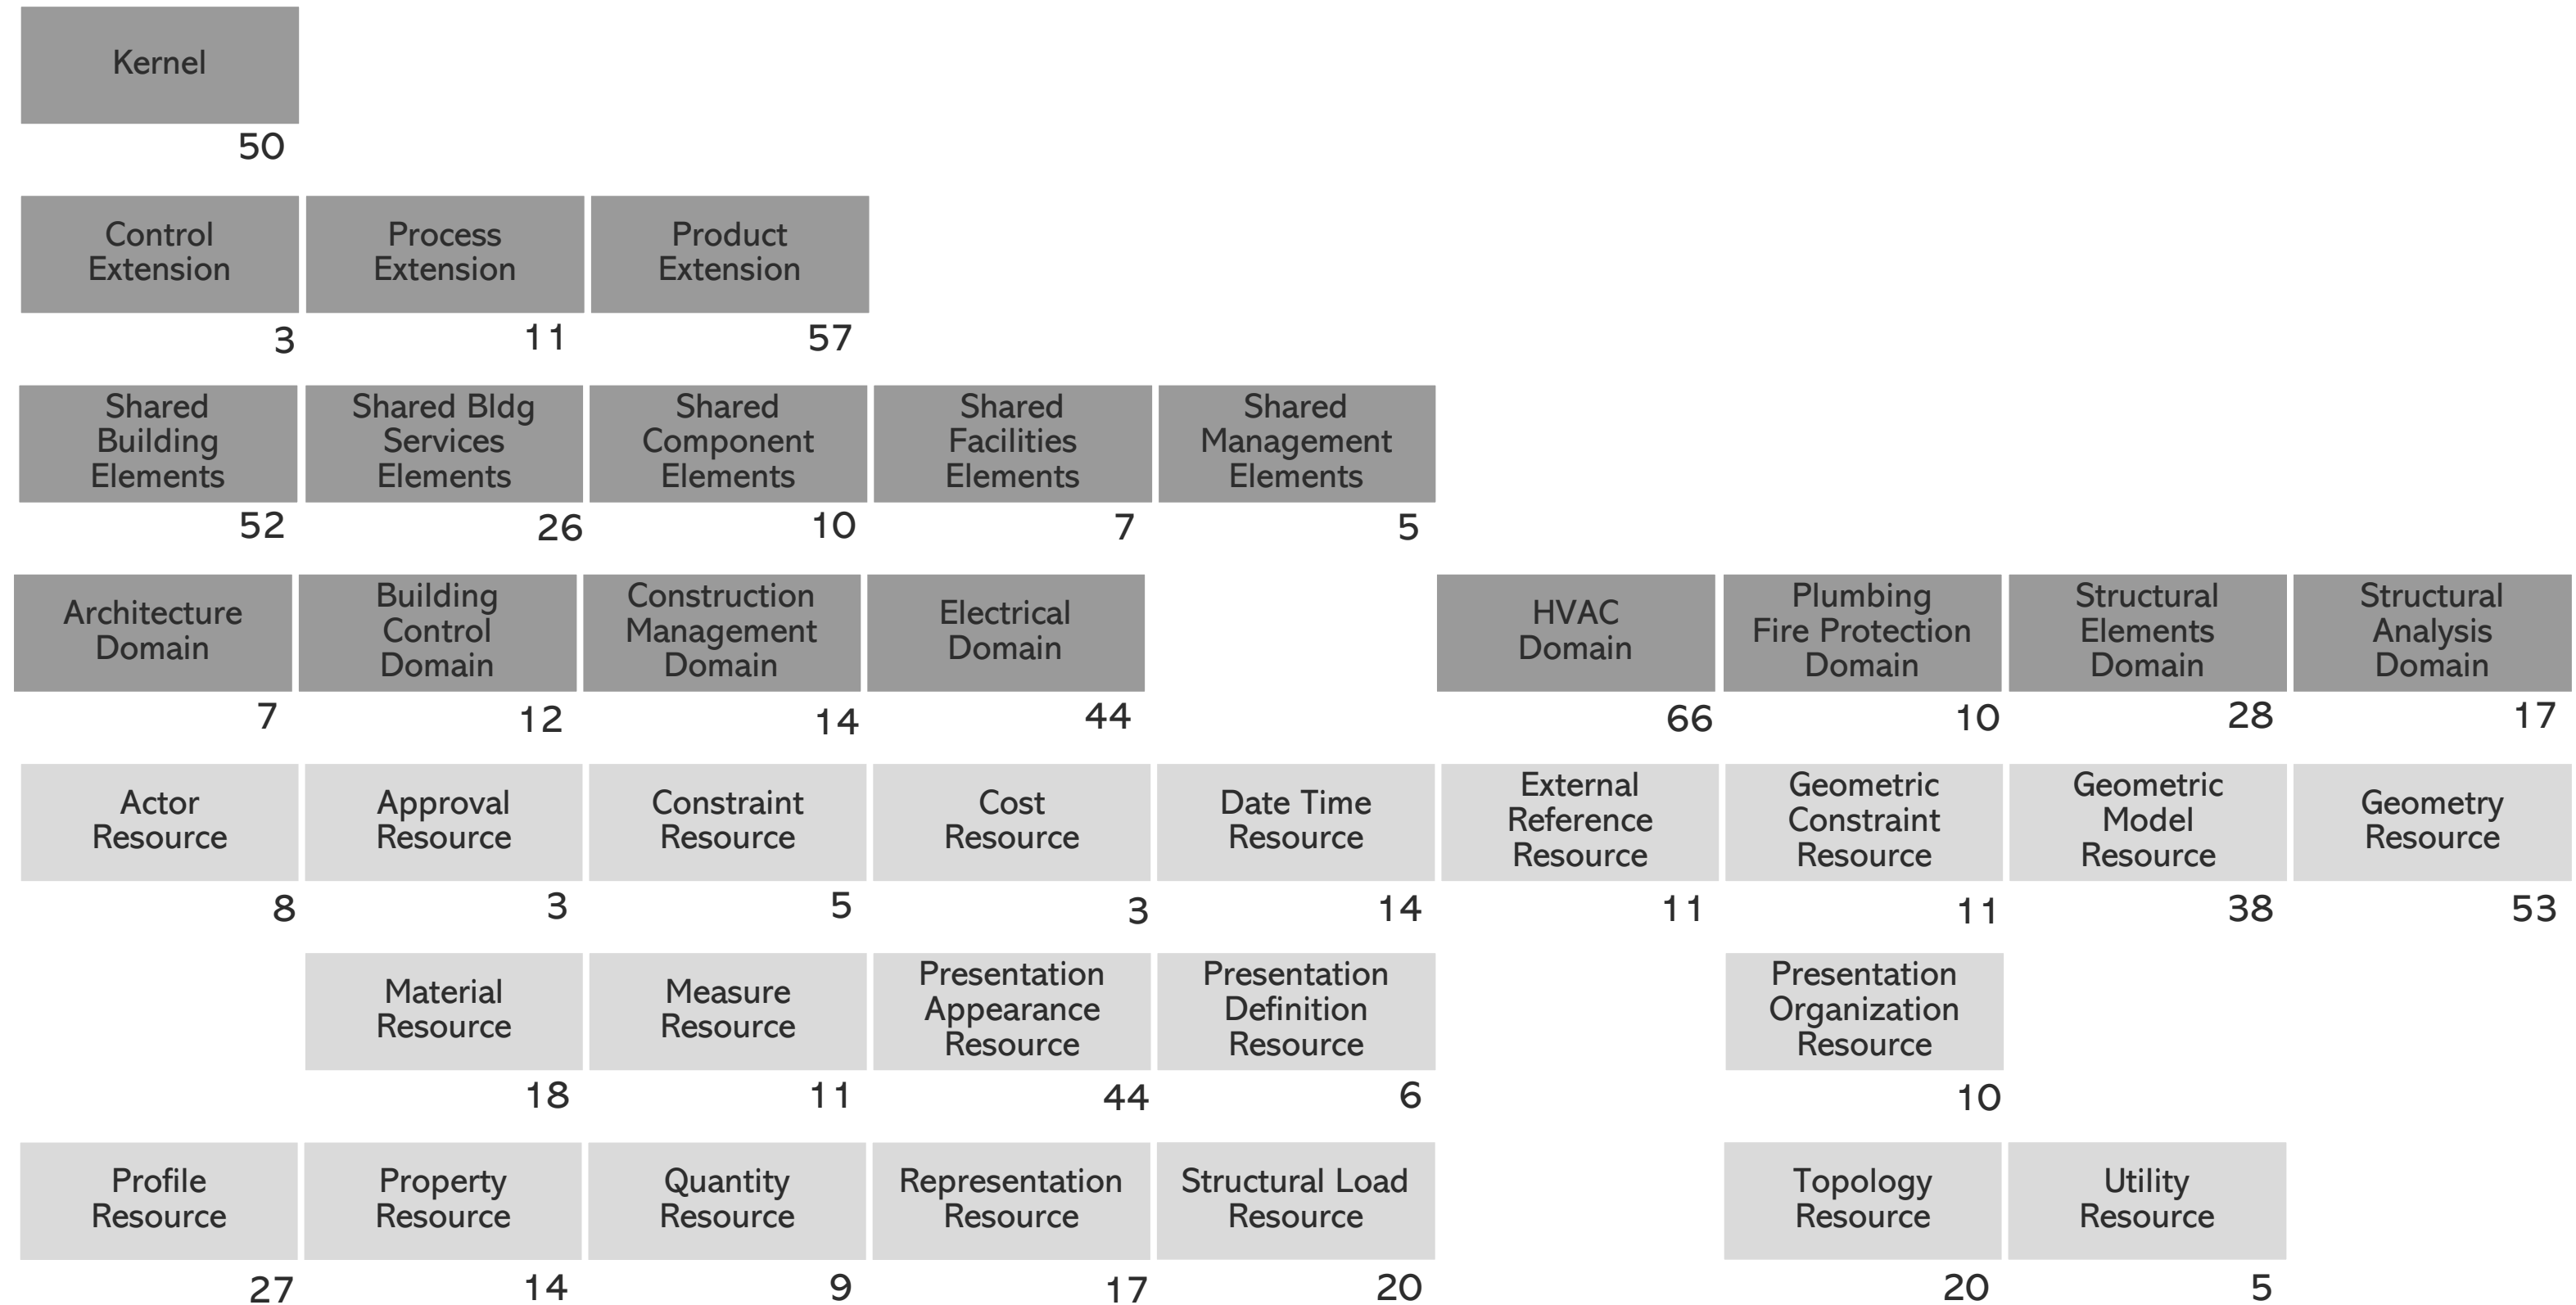 Kernel
50
Control
Extension
3
Process
Extension
11
Product
Extension
57
Shared
Building
Elements
52
Shared Bldg
Services
Elements
26
Shared
Component
Elements
10
Shared
Facilities
Elements
7
Shared
Management
Elements
5
Architecture
Domain
7
Building
Control
Domain
12
Construction
Management
Domain
14
Electrical
Domain
44
HVAC
Domain
66
Plumbing
Fire Protection
Domain
10
Structural
Elements
Domain
28
Structural
Analysis
Domain
17
Actor
Resource
8
Approval
Resource
3
Constraint
Resource
5
Cost
Resource
3
Date Time
Resource
14
External
Reference
Resource
11
Geometric
Constraint
Resource
11
Geometric
Model
Resource
38
Geometry
Resource
53
Material
Resource
18
Measure
Resource
11
Presentation
Appearance
Resource
44
Presentation
Definition
Resource
6
Presentation
Organization
Resource
10
Profile
Resource
27
Property
Resource
14
Quantity
Resource
9
Representation
Resource
17
Structural Load
Resource
20
Topology
Resource
20
Utility
Resource
5